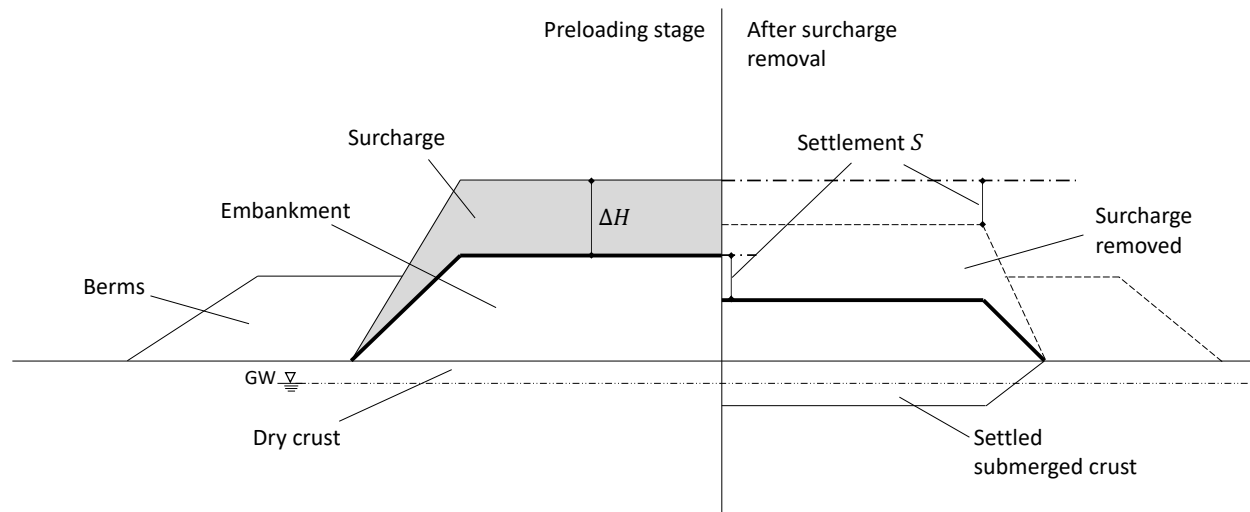 Preloading stage
After surcharge
removal
Surcharge
Settlement S
Embankment
ΔH
Surcharge
removed
Berms
GW
Dry crust
Settled
submerged crust